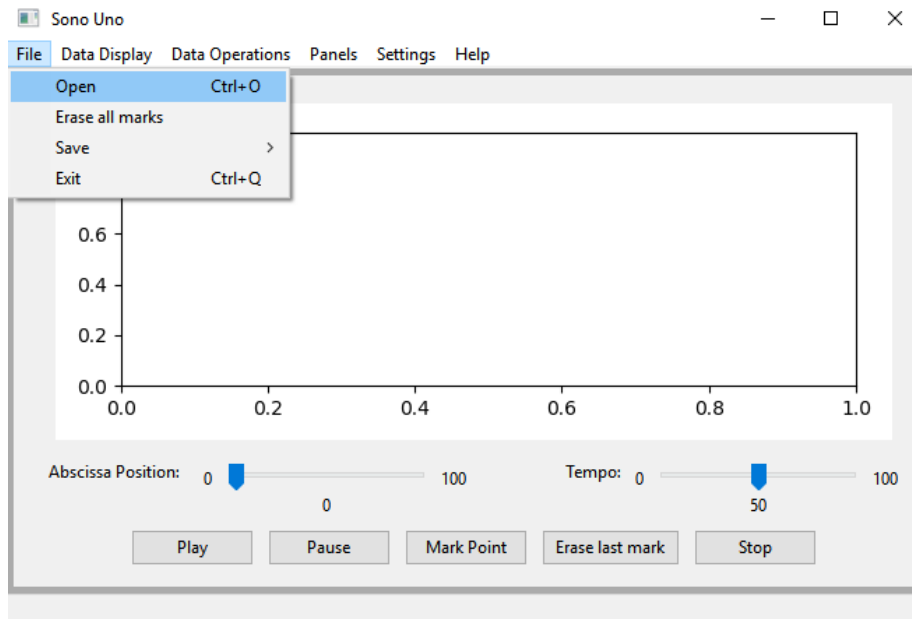 Sono Uno
File Data Display Data Operations Panels Settings Help
Open Ctrl+O
Erase all marks
Save
Exit Ctrl+Q
0.6
0.4
0.2
0.0
0.0 0.2 0.4 0.6 0.8 1.0
Abscissa Position: 0 100 Tempo: 0 100
0 50
Play Pause Mark Point Erase last mark Stop